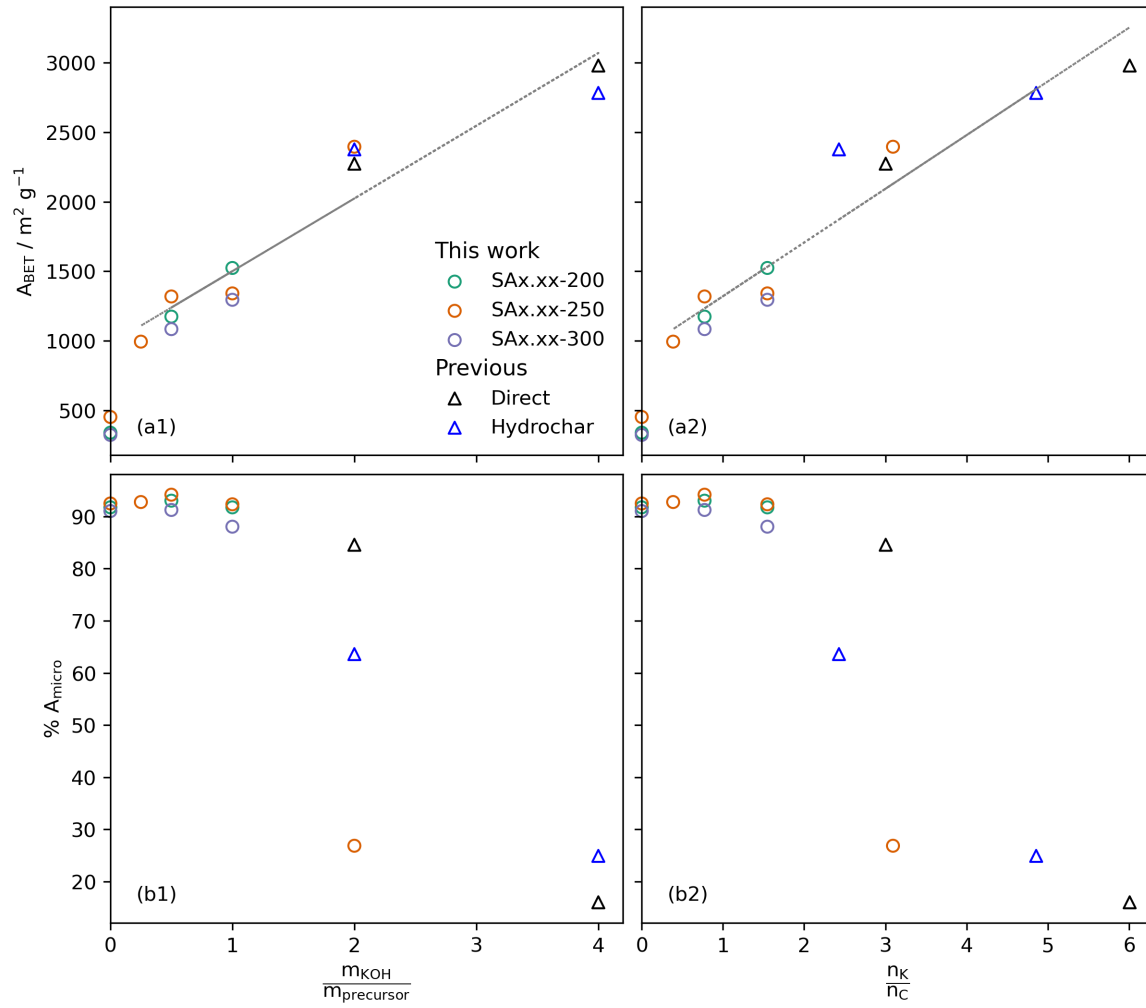 3000
2500
2000
1500
1000
500
A_BET / m² g⁻¹
This work
SAx.xx-200
SAx.xx-250
SAx.xx-300
Previous
Direct
Hydrochar
(a1)
(a2)
90
80
70
60
50
40
30
20
% A_micro
(b1)
(b2)
0 1 2 3 4
0 1 2 3 4 5 6
m_KOH
m_precursor
n_K
n_C